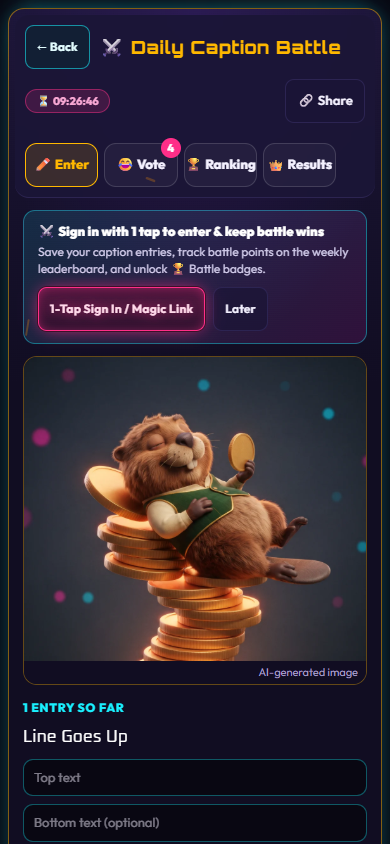 ← Back
⚔️ Daily Caption Battle
⏳ 09:26:46
🔗 Share
✏️ Enter
😂 Vote
4
🏆 Ranking
👑 Results
⚔️ Sign in with 1 tap to enter & keep battle wins
Save your caption entries, track battle points on the weekly
leaderboard, and unlock 🏆 Battle badges.
1-Tap Sign In / Magic Link
Later
AI-generated image
1 ENTRY SO FAR
Line Goes Up
Top text
Bottom text (optional)